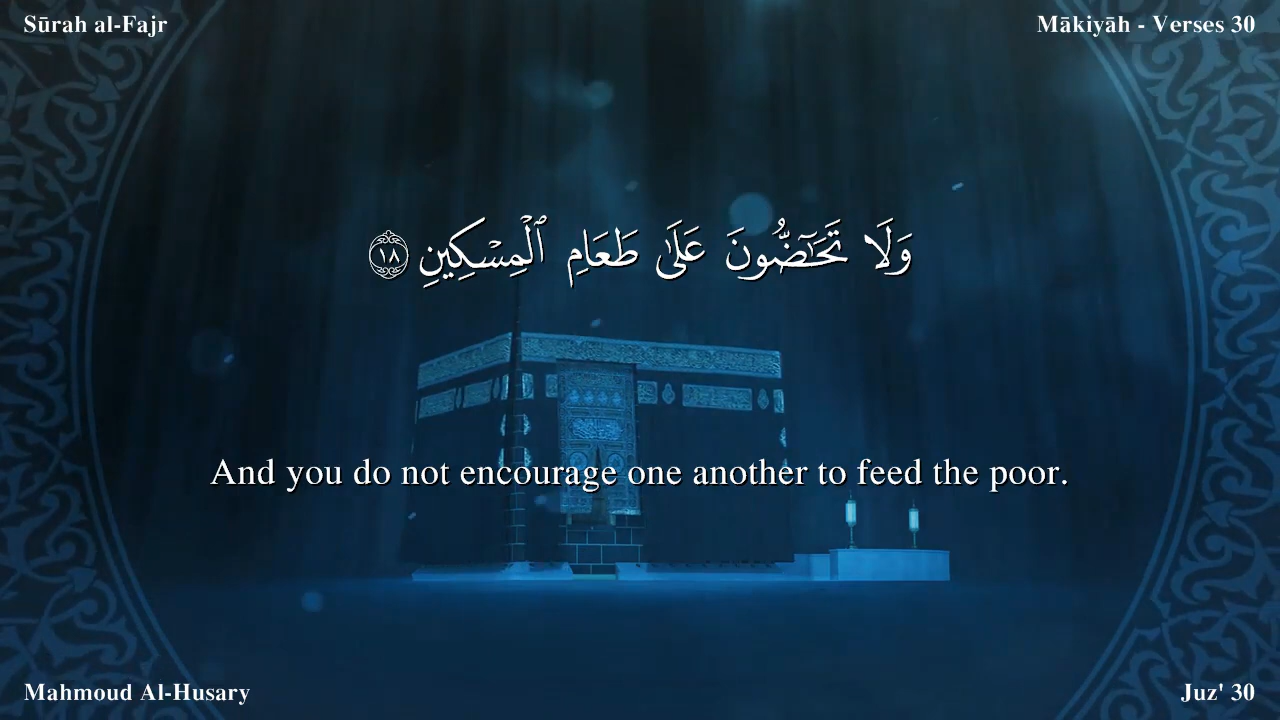 Sūrah al-Fajr
Mākiyāh - Verses 30
وَلَا تَحَٰٓضُّونَ عَلَىٰ طَعَامِ ٱلْمِسْكِينِ ١٨
And you do not encourage one another to feed the poor.
Mahmoud Al-Husary
Juz' 30